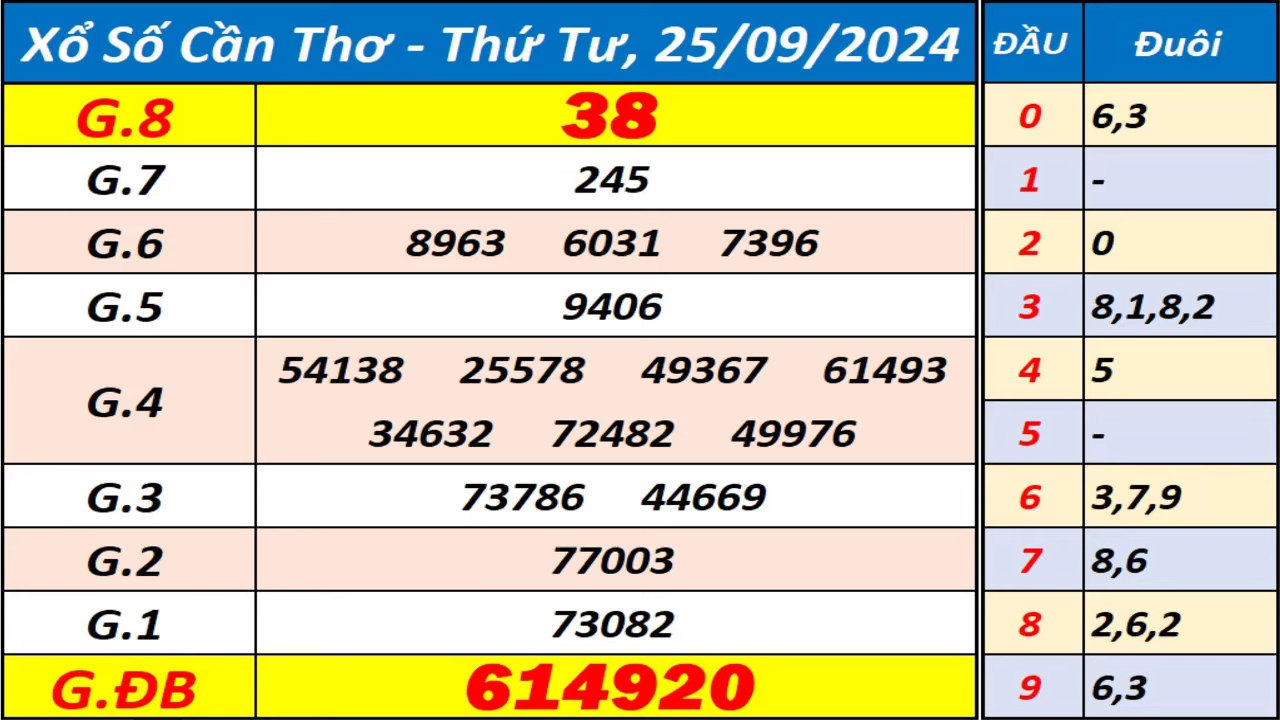 Xổ Số Cần Thơ - Thứ Tư, 25/09/2024 ĐẦU Đuôi
G.8 38 0 6,3
G.7 245 1 -
G.6 8963 6031 7396 2 0
G.5 9406 3 8,1,8,2
G.4 54138 25578 49367 61493 4 5
34632 72482 49976 5 -
G.3 73786 44669 6 3,7,9
G.2 77003 7 8,6
G.1 73082 8 2,6,2
G.ĐB 614920 9 6,3